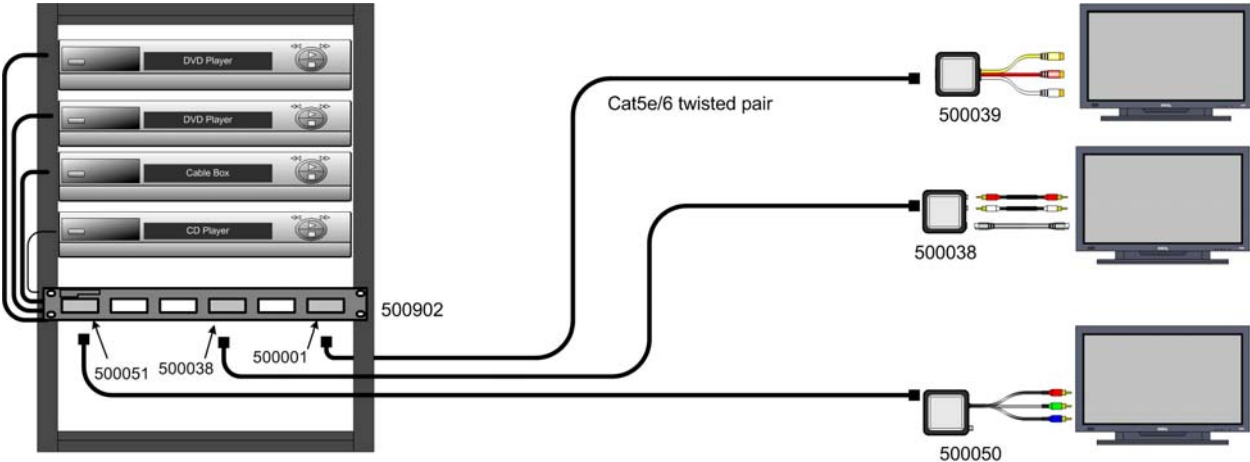 DVD Player
DVD Player
Cable Box
CD Player
500902
500051
500038
500001
Cat5e/6 twisted pair
500039
500038
500050